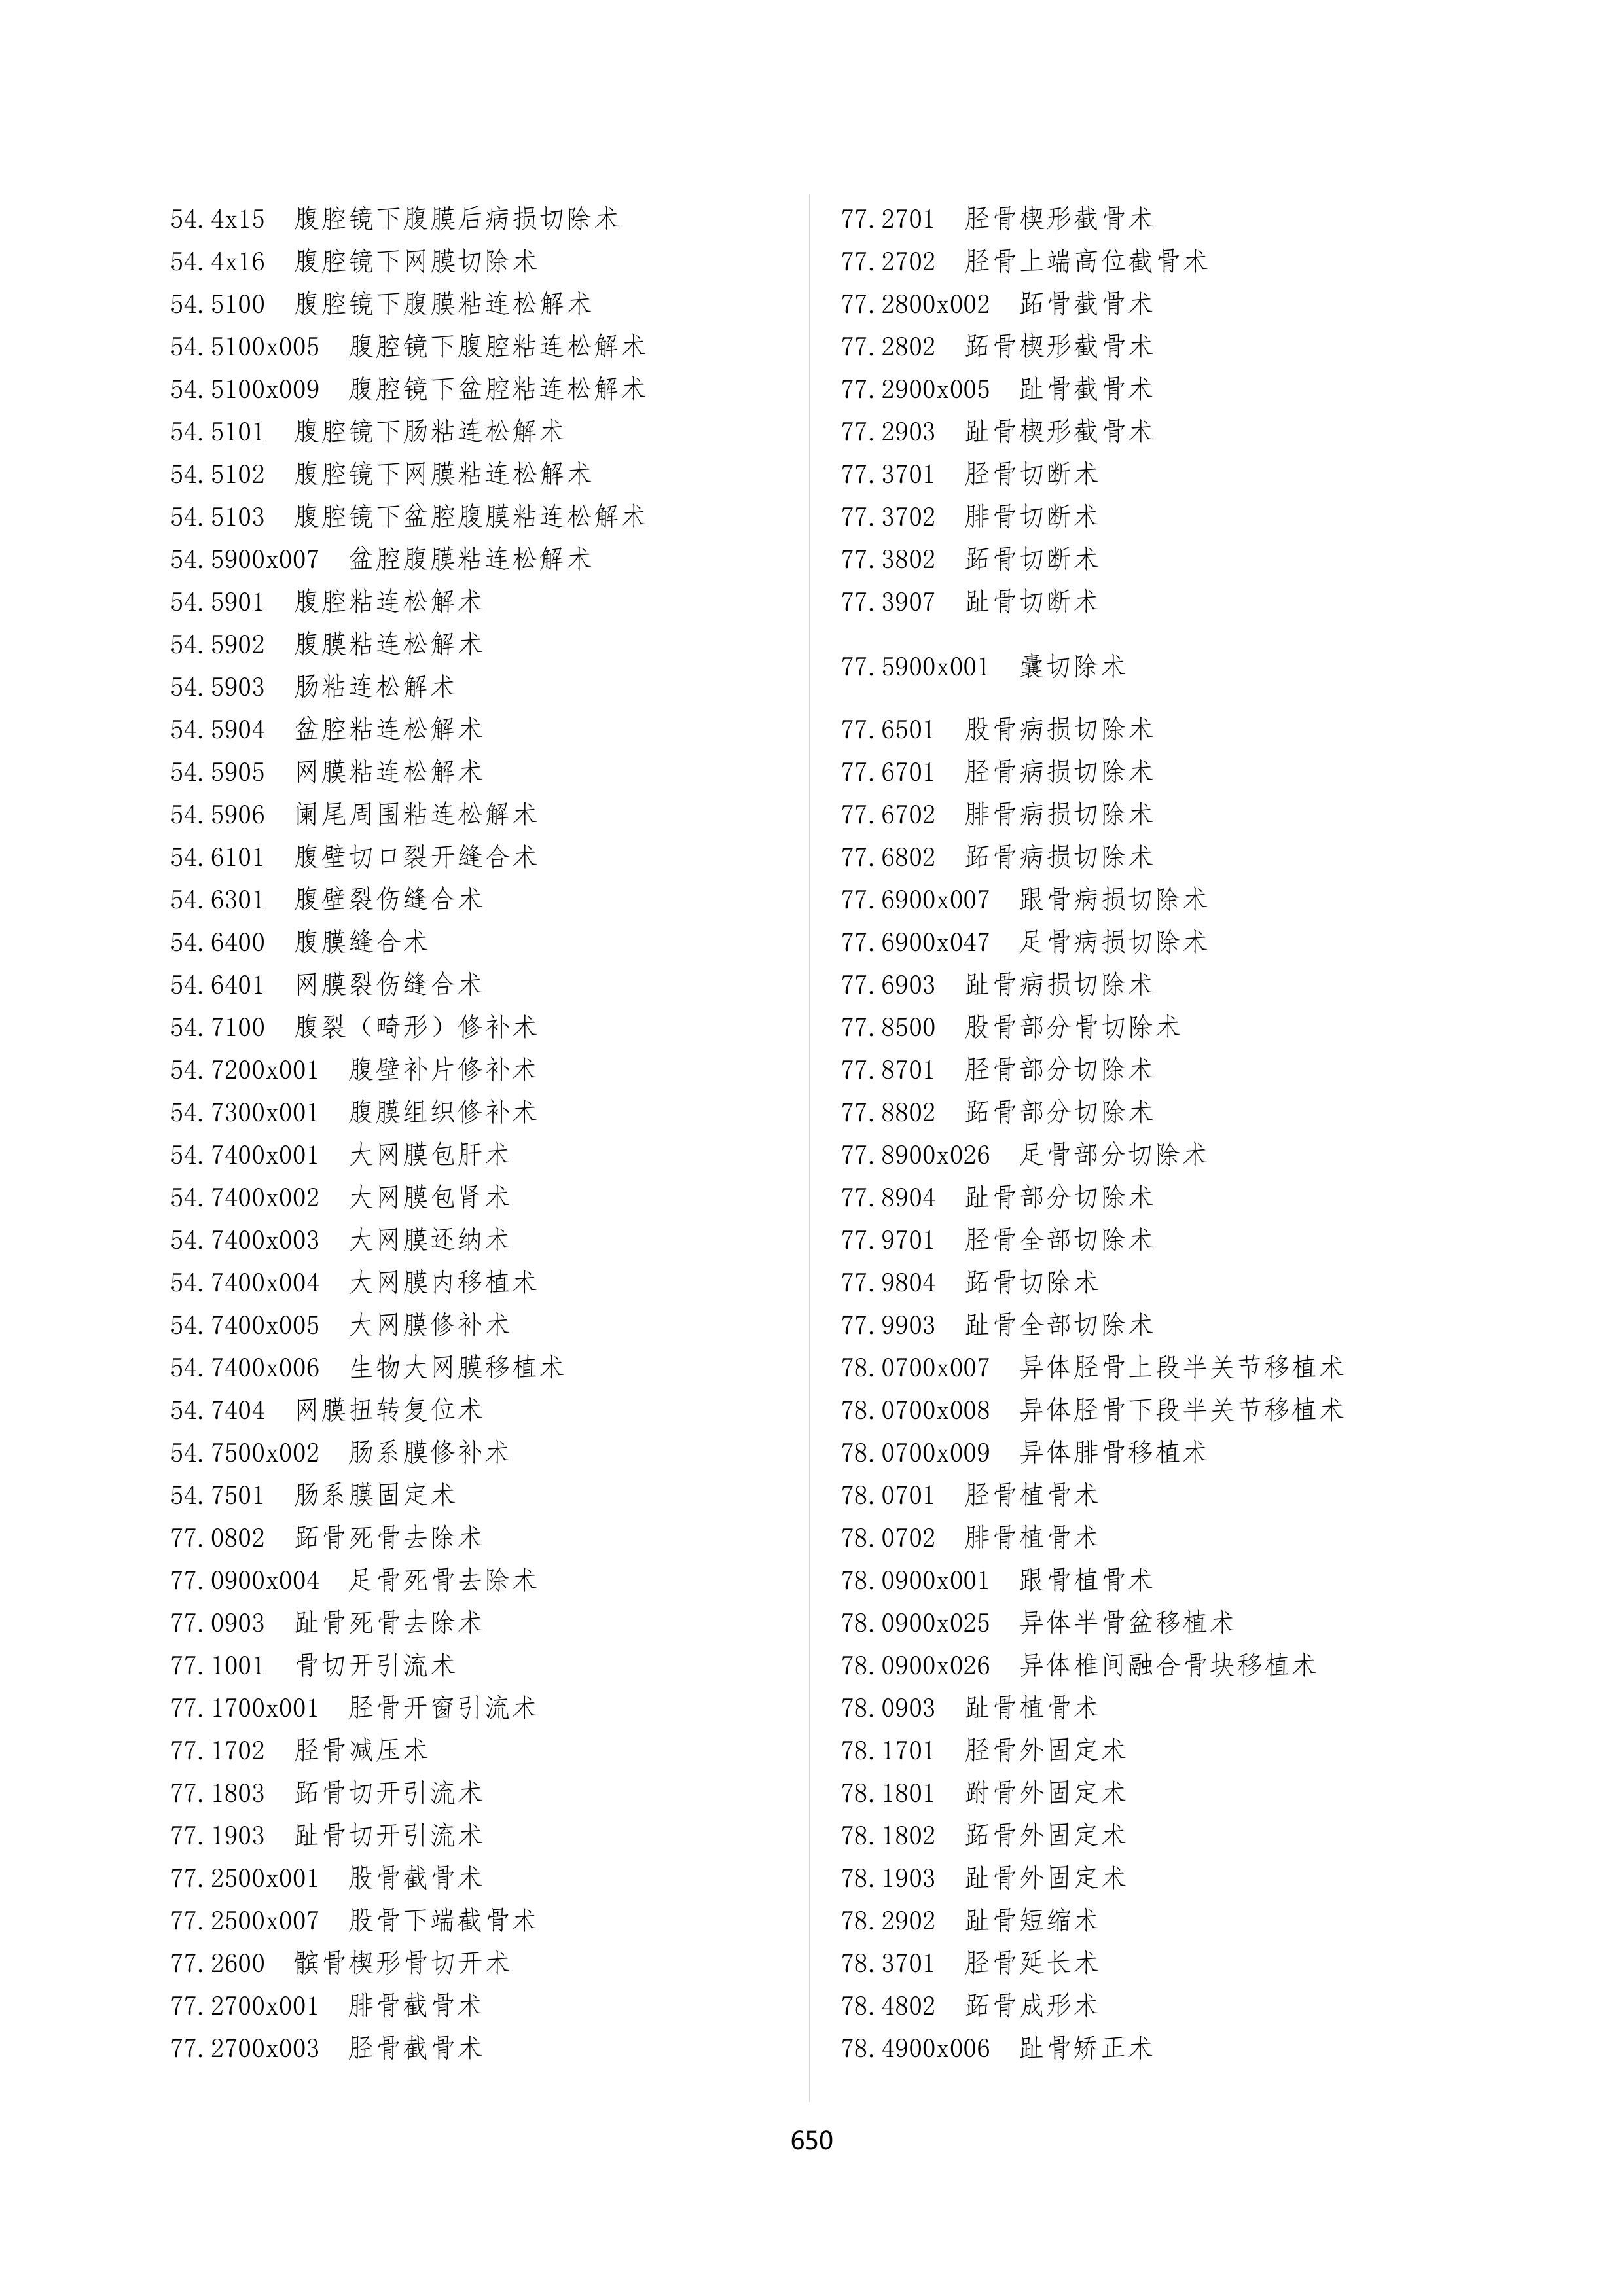 54.4x15 腹腔镜下腹膜后病损切除术
54.4x16 腹腔镜下网膜切除术
54.5100 腹腔镜下腹膜粘连松解术
54.5100x005 腹腔镜下腹腔粘连松解术
54.5100x009 腹腔镜下盆腔粘连松解术
54.5101 腹腔镜下肠粘连松解术
54.5102 腹腔镜下网膜粘连松解术
54.5103 腹腔镜下盆腔腹膜粘连松解术
54.5900x007 盆腔腹膜粘连松解术
54.5901 腹腔粘连松解术
54.5902 腹膜粘连松解术
54.5903 肠粘连松解术
54.5904 盆腔粘连松解术
54.5905 网膜粘连松解术
54.5906 阑尾周围粘连松解术
54.6101 腹壁切口裂开缝合术
54.6301 腹壁裂伤缝合术
54.6400 腹膜缝合术
54.6401 网膜裂伤缝合术
54.7100 腹裂（畸形）修补术
54.7200x001 腹壁补片修补术
54.7300x001 腹膜组织修补术
54.7400x001 大网膜包肝术
54.7400x002 大网膜包肾术
54.7400x003 大网膜还纳术
54.7400x004 大网膜内移植术
54.7400x005 大网膜修补术
54.7400x006 生物大网膜移植术
54.7404 网膜扭转复位术
54.7500x002 肠系膜修补术
54.7501 肠系膜固定术
77.0802 跖骨死骨去除术
77.0900x004 足骨死骨去除术
77.0903 趾骨死骨去除术
77.1001 骨切开引流术
77.1700x001 胫骨开窗引流术
77.1702 胫骨减压术
77.1803 跖骨切开引流术
77.1903 趾骨切开引流术
77.2500x001 股骨截骨术
77.2500x007 股骨下端截骨术
77.2600 髌骨楔形骨切开术
77.2700x001 腓骨截骨术
77.2700x003 胫骨截骨术
77.2701 胫骨楔形截骨术
77.2702 胫骨上端高位截骨术
77.2800x002 跖骨截骨术
77.2802 跖骨楔形截骨术
77.2900x005 趾骨截骨术
77.2903 趾骨楔形截骨术
77.3701 胫骨切断术
77.3702 腓骨切断术
77.3802 跖骨切断术
77.3907 趾骨切断术
77.5900x001 囊切除术
77.6501 股骨病损切除术
77.6701 胫骨病损切除术
77.6702 腓骨病损切除术
77.6802 跖骨病损切除术
77.6900x007 跟骨病损切除术
77.6900x047 足骨病损切除术
77.6903 趾骨病损切除术
77.8500 股骨部分骨切除术
77.8701 胫骨部分切除术
77.8802 跖骨部分切除术
77.8900x026 足骨部分切除术
77.8904 趾骨部分切除术
77.9701 胫骨全部切除术
77.9804 跖骨切除术
77.9903 趾骨全部切除术
78.0700x007 异体胫骨上段半关节移植术
78.0700x008 异体胫骨下段半关节移植术
78.0700x009 异体腓骨移植术
78.0701 胫骨植骨术
78.0702 腓骨植骨术
78.0900x001 跟骨植骨术
78.0900x025 异体半骨盆移植术
78.0900x026 异体椎间融合骨块移植术
78.0903 趾骨植骨术
78.1701 胫骨外固定术
78.1801 跗骨外固定术
78.1802 跖骨外固定术
78.1903 趾骨外固定术
78.2902 趾骨短缩术
78.3701 胫骨延长术
78.4802 跖骨成形术
78.4900x006 趾骨矫正术
650